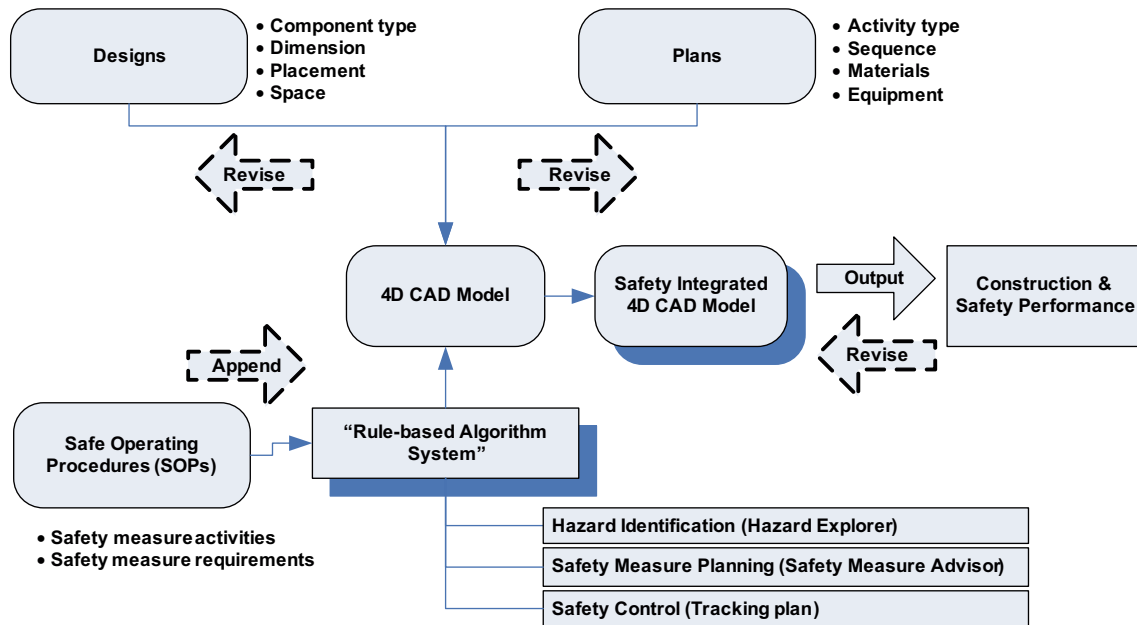 Designs
• Component type
• Dimension
• Placement
• Space
Plans
• Activity type
• Sequence
• Materials
• Equipment
Revise
Revise
4D CAD Model
Safety Integrated
4D CAD Model
Output
Construction &
Safety Performance
Revise
Append
Safe Operating
Procedures (SOPs)
“Rule-based Algorithm
System”
• Safety measure activities
• Safety measure requirements
Hazard Identification (Hazard Explorer)
Safety Measure Planning (Safety Measure Advisor)
Safety Control (Tracking plan)